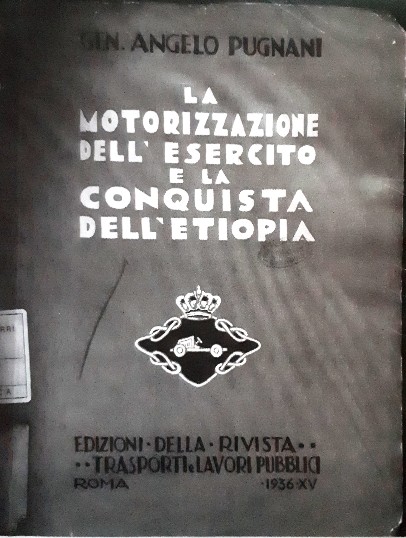 GEN. ANGELO PUGNANI
LA
MOTORIZZAZIONE
DELL' ESERCITO
E LA
CONQUISTA
DELL'ETIOPIA
EDIZIONI · DELLA · RIVISTA · ·
· · TRASPORTI e LAVORI PUBBLICI
ROMA · 1936 · XV